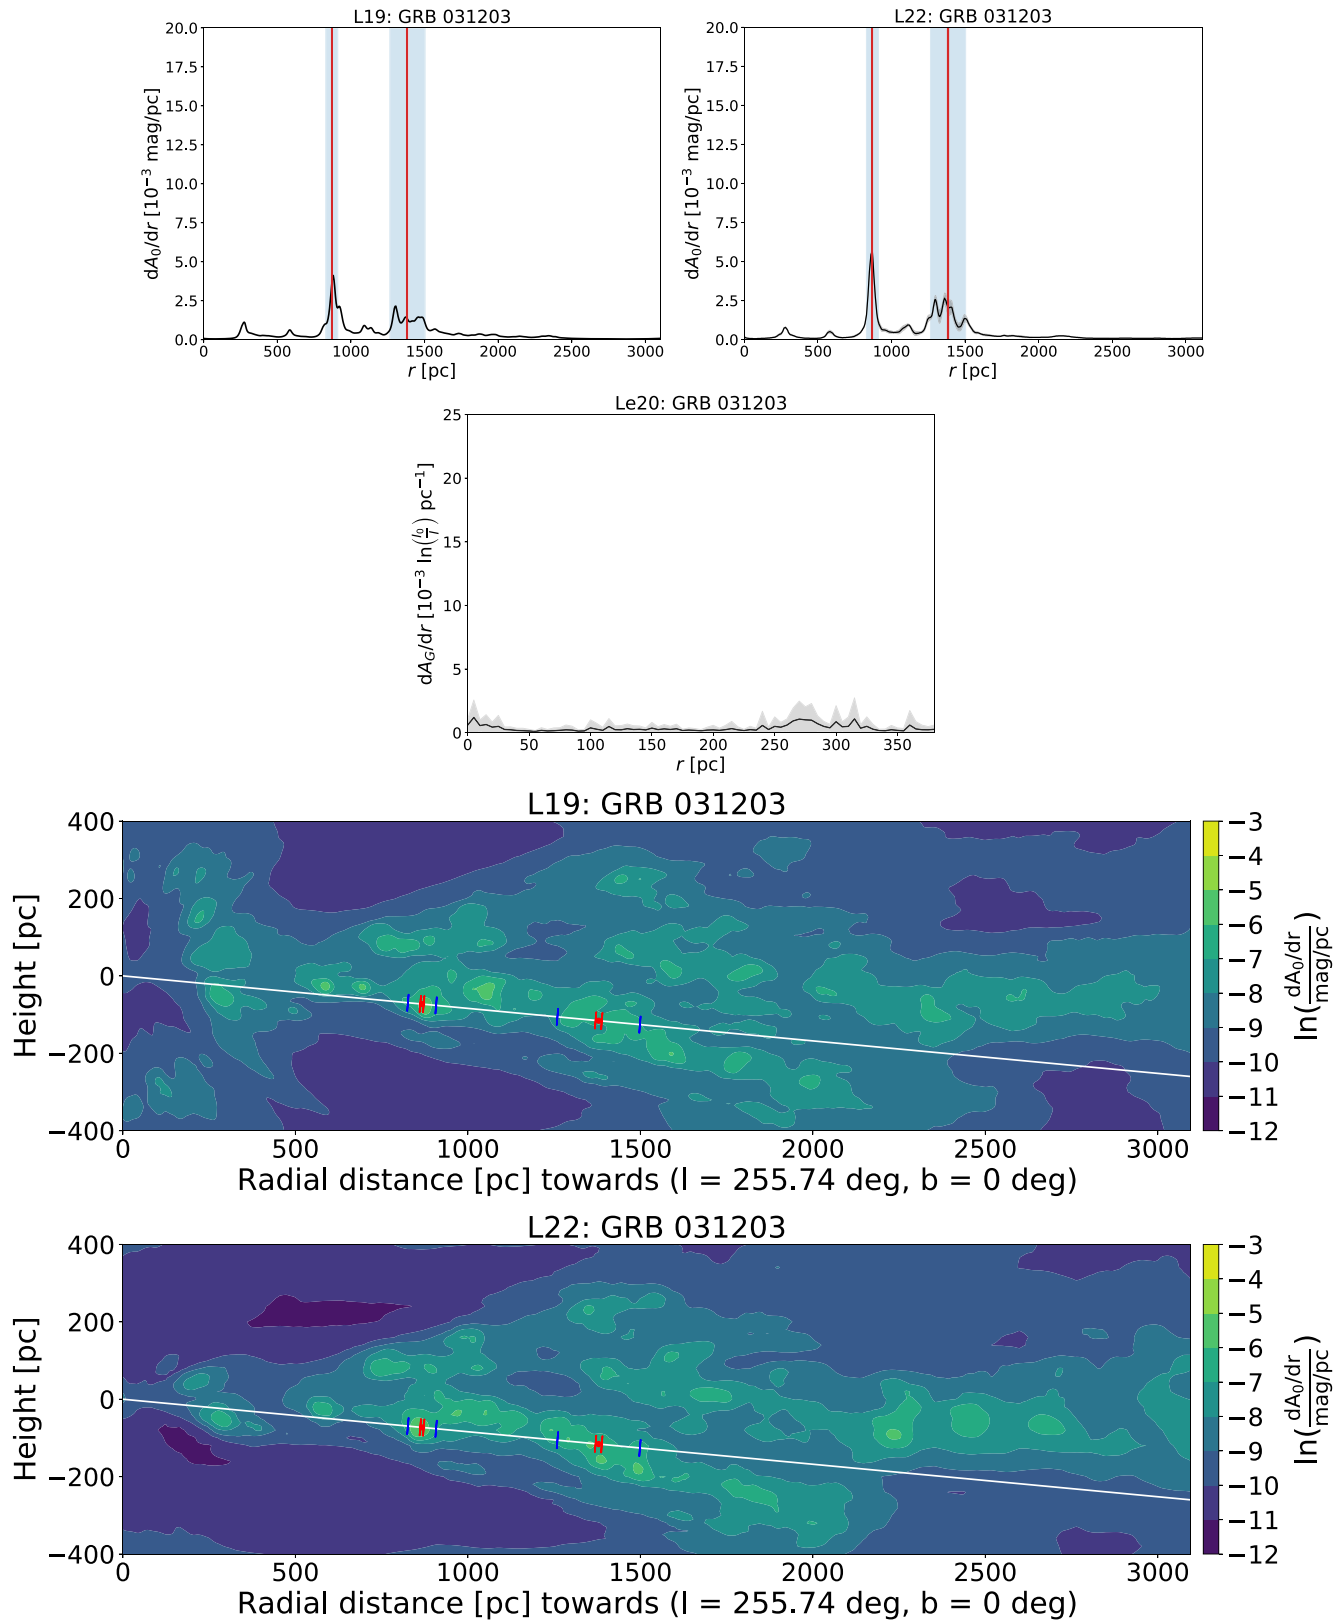 L19: GRB 031203
20.0
17.5
15.0
12.5
10.0
7.5
5.0
2.5
0.0
dA₀/dr [10⁻³ mag/pc]
0 500 1000 1500 2000 2500 3000
r [pc]
L22: GRB 031203
20.0
17.5
15.0
12.5
10.0
7.5
5.0
2.5
0.0
dA₀/dr [10⁻³ mag/pc]
0 500 1000 1500 2000 2500 3000
r [pc]
Le20: GRB 031203
25
20
15
10
5
0
dA_G/dr [10⁻³ ln(I₀/I) pc⁻¹]
0 50 100 150 200 250 300 350
r [pc]
L19: GRB 031203
400
200
0
−200
−400
Height [pc]
0 500 1000 1500 2000 2500 3000
Radial distance [pc] towards (l = 255.74 deg, b = 0 deg)
−3
−4
−5
−6
−7
−8
−9
−10
−11
−12
ln(dA₀/dr / mag/pc)
L22: GRB 031203
400
200
0
−200
−400
Height [pc]
0 500 1000 1500 2000 2500 3000
Radial distance [pc] towards (l = 255.74 deg, b = 0 deg)
−3
−4
−5
−6
−7
−8
−9
−10
−11
−12
ln(dA₀/dr / mag/pc)